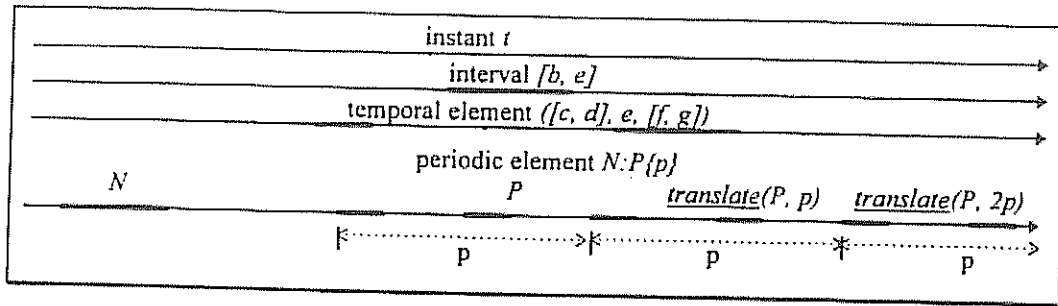 instant t
interval [b, e]
temporal element ([c, d], e, [f, g])
periodic element N:P{p}
N P translate(P, p) translate(P, 2p)
p p p